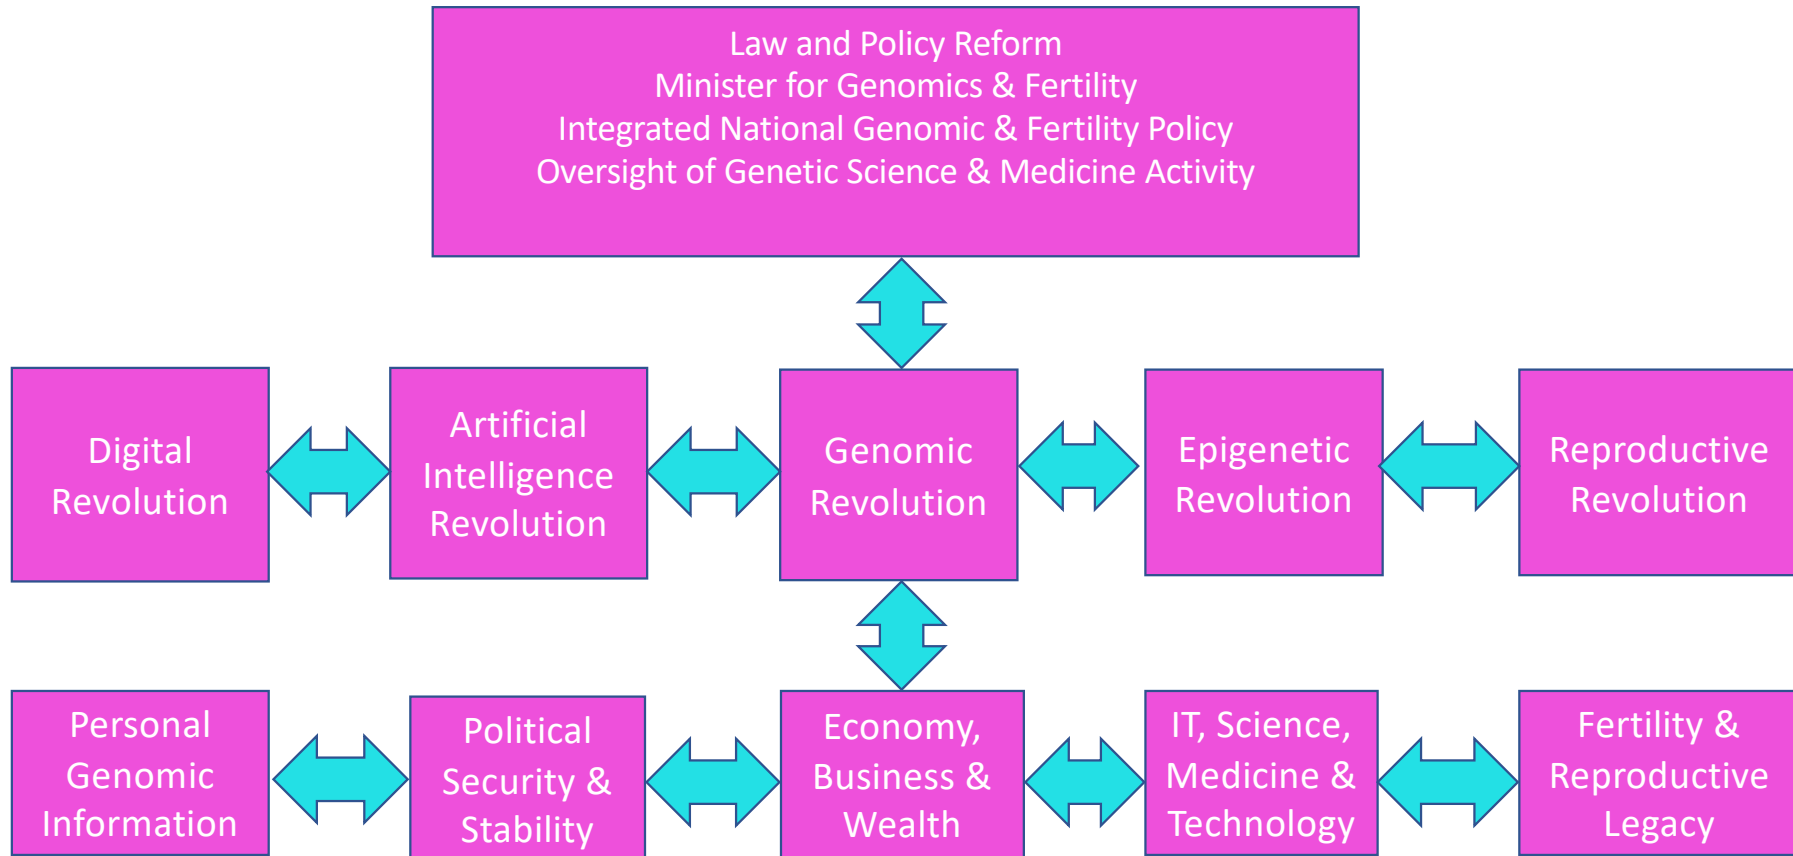 Law and Policy Reform
Minister for Genomics & Fertility
Integrated National Genomic & Fertility Policy
Oversight of Genetic Science & Medicine Activity
Digital
Revolution
Artificial
Intelligence
Revolution
Genomic
Revolution
Epigenetic
Revolution
Reproductive
Revolution
Personal
Genomic
Information
Political
Security &
Stability
Economy,
Business &
Wealth
IT, Science,
Medicine &
Technology
Fertility &
Reproductive
Legacy